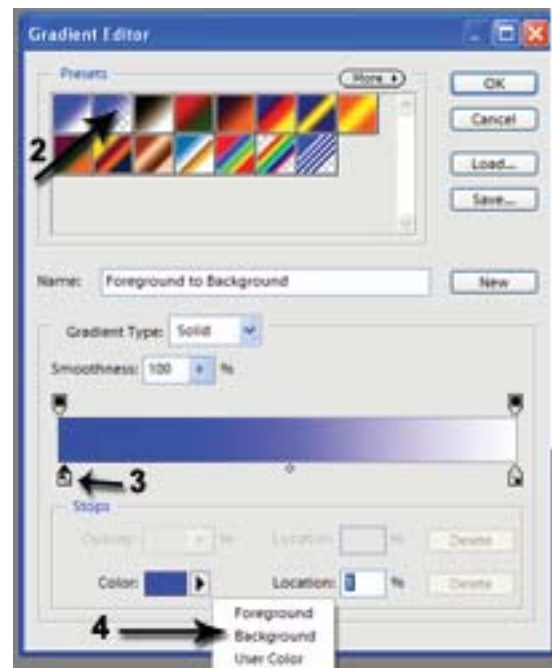 Gradient Editor
Presets
More
OK
Cancel
2
Load...
Save...
Name: Foreground to Background
New
Gradient Type: Solid
Smoothness: 100 %
3
Stops
Opacity: % Location: % Delete
Color: Location: % Delete
Foreground
4 Background
User Color